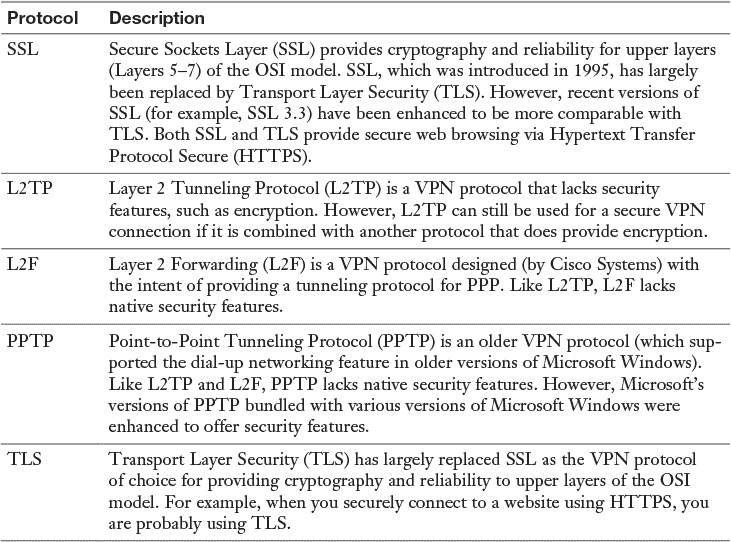 Protocol Description
SSL Secure Sockets Layer (SSL) provides cryptography and reliability for upper layers
(Layers 5–7) of the OSI model. SSL, which was introduced in 1995, has largely
been replaced by Transport Layer Security (TLS). However, recent versions of
SSL (for example, SSL 3.3) have been enhanced to be more comparable with
TLS. Both SSL and TLS provide secure web browsing via Hypertext Transfer
Protocol Secure (HTTPS).
L2TP Layer 2 Tunneling Protocol (L2TP) is a VPN protocol that lacks security
features, such as encryption. However, L2TP can still be used for a secure VPN
connection if it is combined with another protocol that does provide encryption.
L2F Layer 2 Forwarding (L2F) is a VPN protocol designed (by Cisco Systems) with
the intent of providing a tunneling protocol for PPP. Like L2TP, L2F lacks
native security features.
PPTP Point-to-Point Tunneling Protocol (PPTP) is an older VPN protocol (which sup-
ported the dial-up networking feature in older versions of Microsoft Windows).
Like L2TP and L2F, PPTP lacks native security features. However, Microsoft’s
versions of PPTP bundled with various versions of Microsoft Windows were
enhanced to offer security features.
TLS Transport Layer Security (TLS) has largely replaced SSL as the VPN protocol
of choice for providing cryptography and reliability to upper layers of the OSI
model. For example, when you securely connect to a website using HTTPS, you
are probably using TLS.